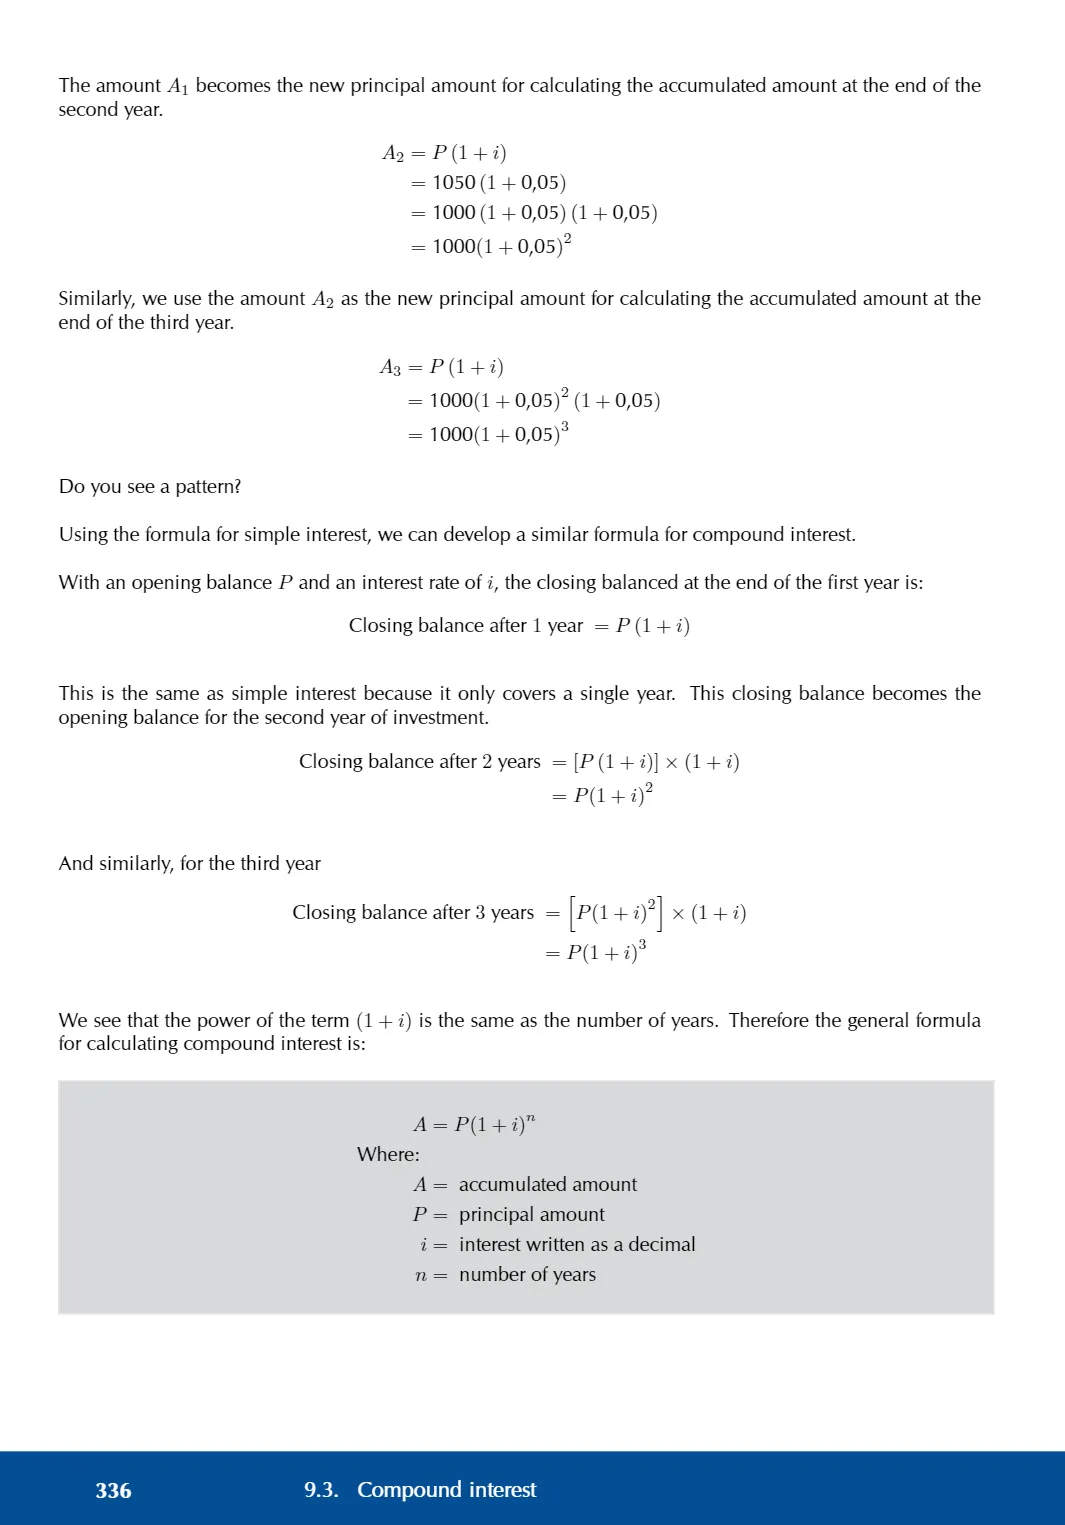 The amount A₁ becomes the new principal amount for calculating the accumulated amount at the end of the
second year.
A₂ = P (1 + i)
= 1050 (1 + 0,05)
= 1000 (1 + 0,05) (1 + 0,05)
= 1000(1 + 0,05)²
Similarly, we use the amount A₂ as the new principal amount for calculating the accumulated amount at the
end of the third year.
A₃ = P (1 + i)
= 1000(1 + 0,05)² (1 + 0,05)
= 1000(1 + 0,05)³
Do you see a pattern?
Using the formula for simple interest, we can develop a similar formula for compound interest.
With an opening balance P and an interest rate of i, the closing balanced at the end of the first year is:
Closing balance after 1 year = P (1 + i)
This is the same as simple interest because it only covers a single year. This closing balance becomes the
opening balance for the second year of investment.
Closing balance after 2 years = [P (1 + i)] × (1 + i)
= P(1 + i)²
And similarly, for the third year
Closing balance after 3 years = [P(1 + i)²] × (1 + i)
= P(1 + i)³
We see that the power of the term (1 + i) is the same as the number of years. Therefore the general formula
for calculating compound interest is:
A = P(1 + i)ⁿ
Where:
A = accumulated amount
P = principal amount
i = interest written as a decimal
n = number of years
336 9.3. Compound interest